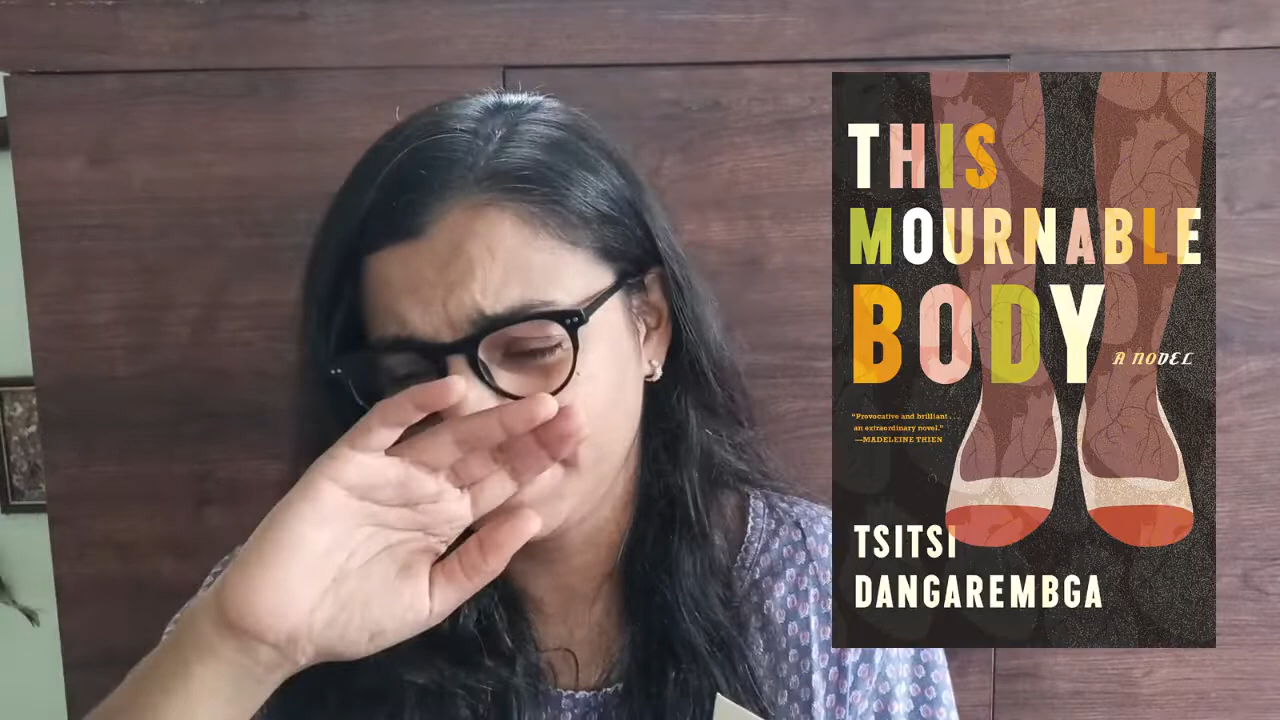 THIS
MOURNABLE
BODY
A NOVEL
"Provocative and brilliant . . .
an extraordinary novel."
—MADELEINE THIEN
TSITSI
DANGAREMBGA